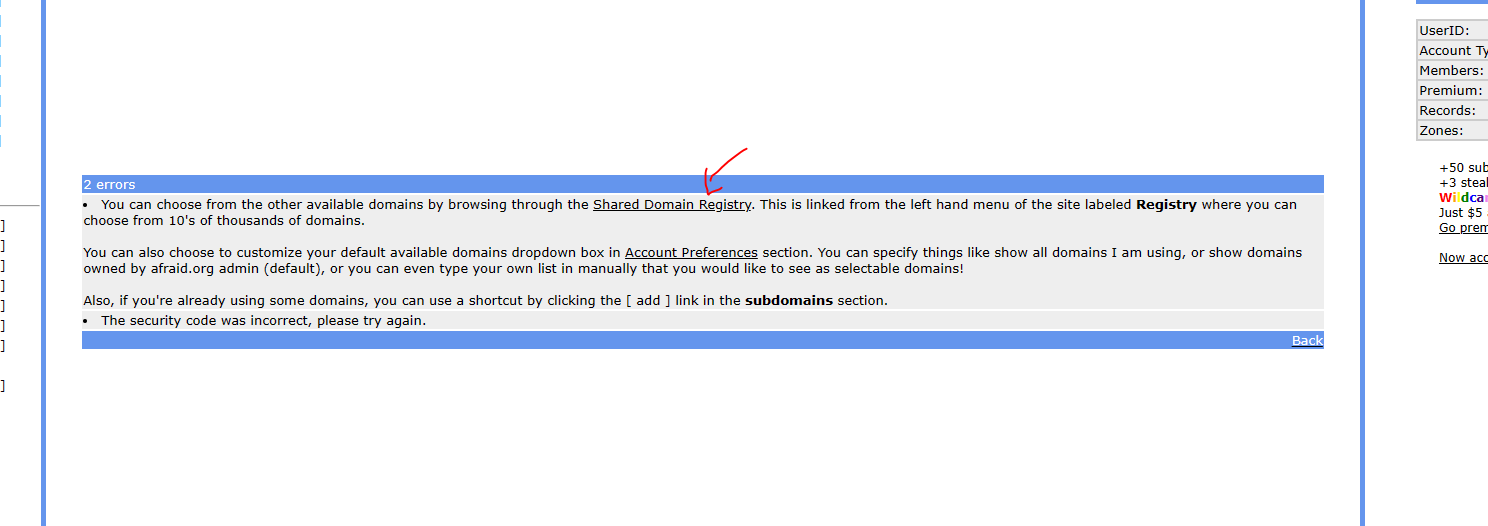 ]
]
]
]
]
]
]
]
2 errors
• You can choose from the other available domains by browsing through the Shared Domain Registry. This is linked from the left hand menu of the site labeled Registry where you can
choose from 10's of thousands of domains.
You can also choose to customize your default available domains dropdown box in Account Preferences section. You can specify things like show all domains I am using, or show domains
owned by afraid.org admin (default), or you can even type your own list in manually that you would like to see as selectable domains!
Also, if you're already using some domains, you can use a shortcut by clicking the [ add ] link in the subdomains section.
• The security code was incorrect, please try again.
Back
UserID:
Account Ty
Members:
Premium:
Records:
Zones:
+50 sub
+3 steal
Wildcar
Just $5
Go prem
Now acc